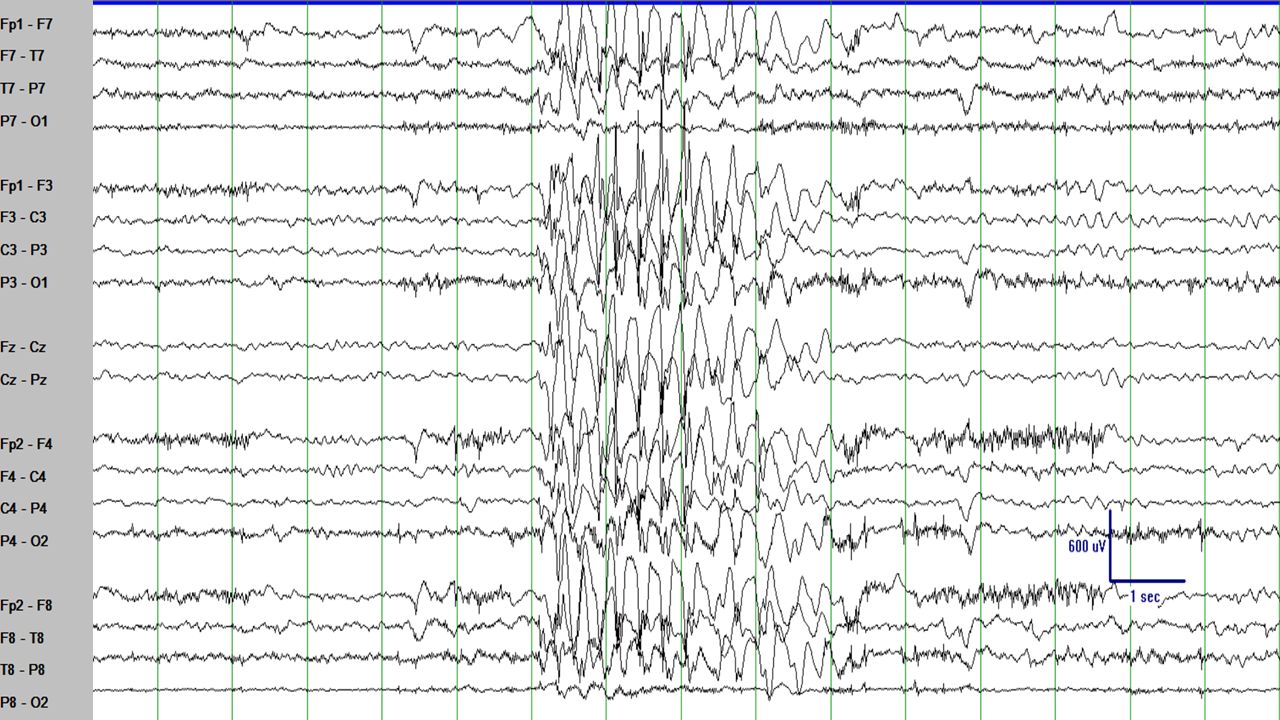 Fp1 - F7
F7 - T7
T7 - P7
P7 - O1
Fp1 - F3
F3 - C3
C3 - P3
P3 - O1
Fz - Cz
Cz - Pz
Fp2 - F4
F4 - C4
C4 - P4
P4 - O2
600 uV
1 sec
Fp2 - F8
F8 - T8
T8 - P8
P8 - O2